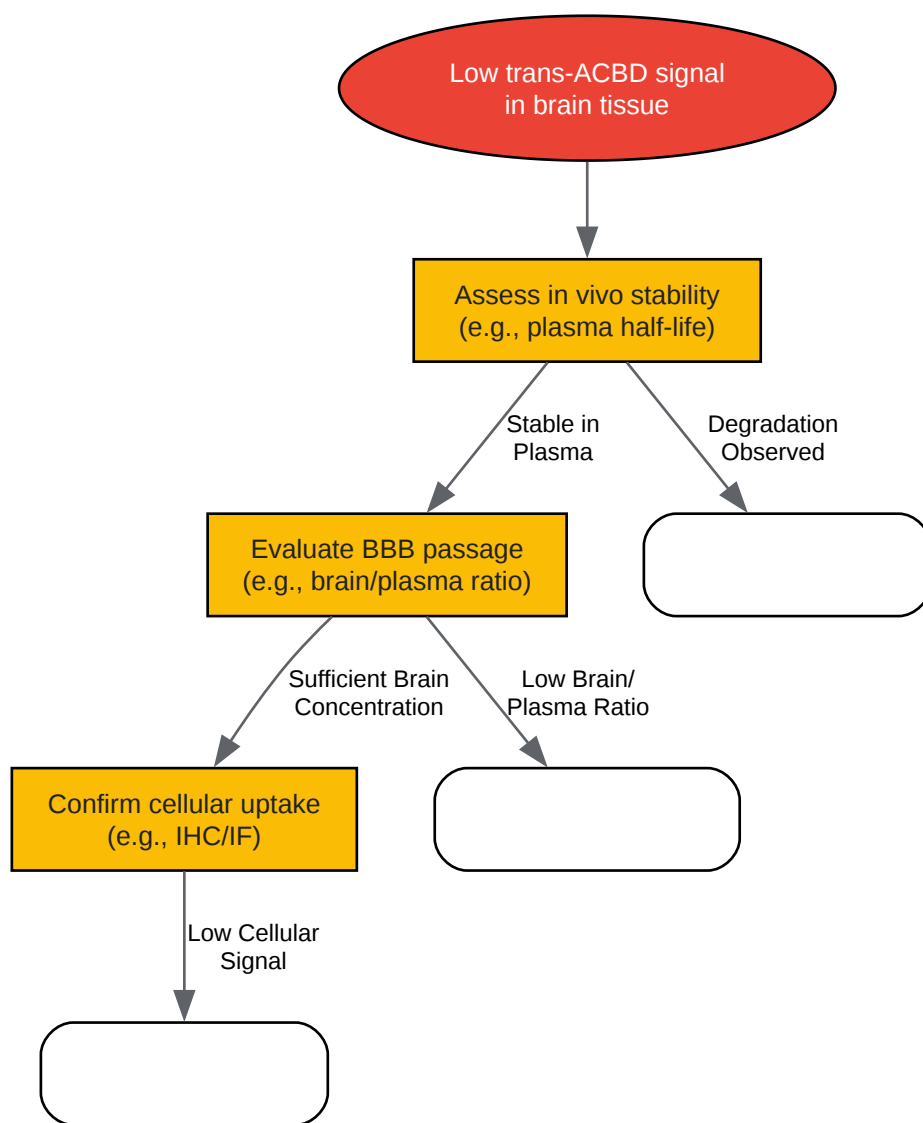 Low trans-ACBD signal
in brain tissue
Assess in vivo stability
(e.g., plasma half-life)
Stable in
Plasma
Degradation
Observed
Evaluate BBB passage
(e.g., brain/plasma ratio)
Sufficient Brain
Concentration
Low Brain/
Plasma Ratio
Confirm cellular uptake
(e.g., IHC/IF)
Low Cellular
Signal